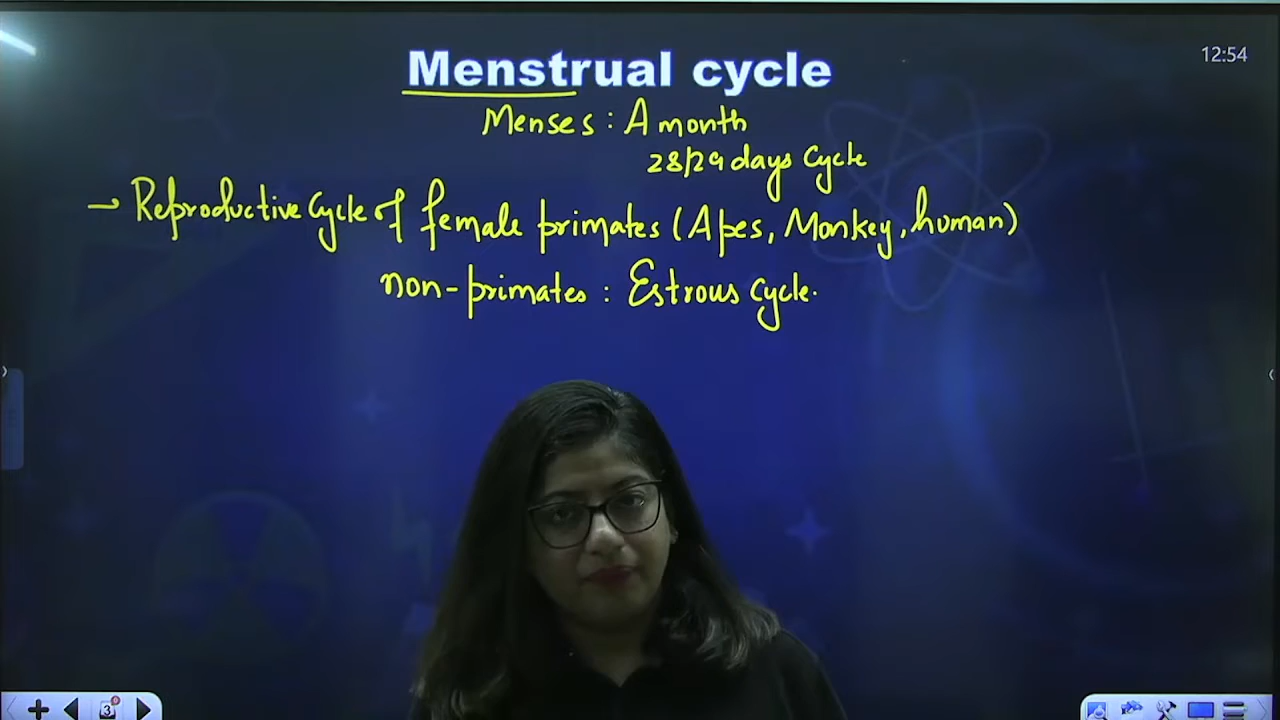 12:54
Menstrual cycle
Menses : A month
28/29 days Cycle
→ Reproductive Cycle of female primates (Apes, Monkey, human)
non-primates : Estrous Cycle.
3